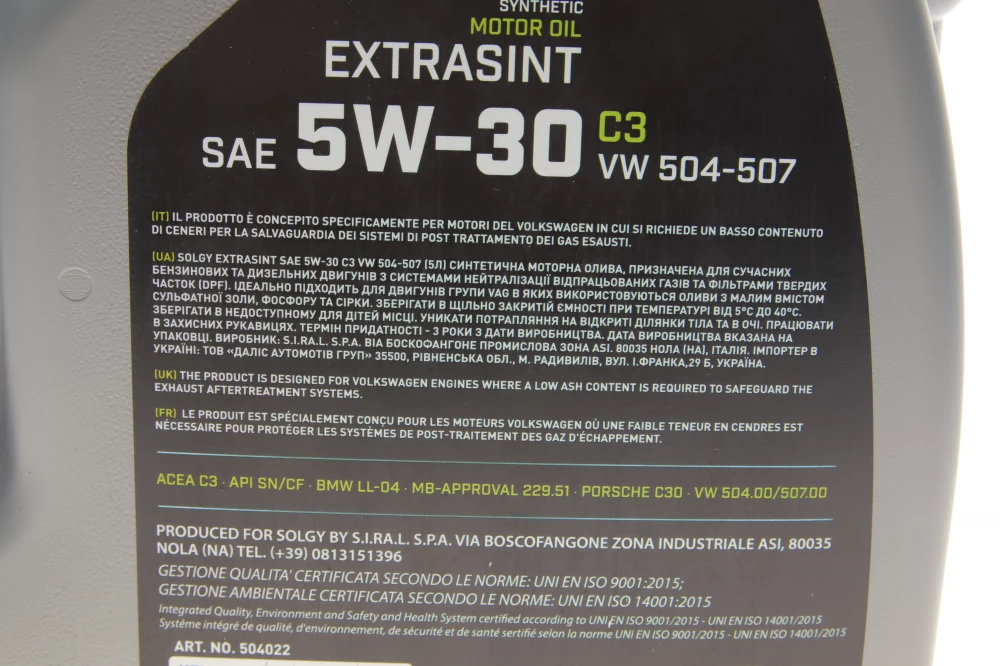 SYNTHETIC
MOTOR OIL
EXTRASINT
SAE 5W-30 C3
VW 504-507
(IT) IL PRODOTTO È CONCEPITO SPECIFICAMENTE PER MOTORI DEL VOLKSWAGEN IN CUI SI RICHIEDE UN BASSO CONTENUTO
DI CENERI PER LA SALVAGUARDIA DEI SISTEMI DI POST TRATTAMENTO DEI GAS ESAUSTI.
(UA) SOLGY EXTRASINT SAE 5W-30 C3 VW 504-507 (5Л) СИНТЕТИЧНА МОТОРНА ОЛИВА, ПРИЗНАЧЕНА ДЛЯ СУЧАСНИХ
БЕНЗИНОВИХ ТА ДИЗЕЛЬНИХ ДВИГУНІВ З СИСТЕМАМИ НЕЙТРАЛІЗАЦІЇ ВІДПРАЦЬОВАНИХ ГАЗІВ ТА ФІЛЬТРАМИ ТВЕРДИХ
ЧАСТОК (DPF). ІДЕАЛЬНО ПІДХОДИТЬ ДЛЯ ДВИГУНІВ ГРУПИ VAG В ЯКИХ ВИКОРИСТОВУЮТЬСЯ ОЛИВИ З МАЛИМ ВМІСТОМ
СУЛЬФАТНОЇ ЗОЛИ, ФОСФОРУ ТА СІРКИ. ЗБЕРІГАТИ В ЩІЛЬНО ЗАКРИТІЙ ЄМНОСТІ ПРИ ТЕМПЕРАТУРІ ВІД 5°C ДО 40°C.
ЗБЕРІГАТИ В НЕДОСТУПНОМУ ДЛЯ ДІТЕЙ МІСЦІ. УНИКАТИ ПОТРАПЛЯННЯ НА ВІДКРИТІ ДІЛЯНКИ ТІЛА ТА В ОЧІ. ПРАЦЮВАТИ
В ЗАХИСНИХ РУКАВИЦЯХ. ТЕРМІН ПРИДАТНОСТІ - 3 РОКИ З ДАТИ ВИРОБНИЦТВА. ДАТА ВИРОБНИЦТВА ВКАЗАНА НА
УПАКОВЦІ. ВИРОБНИК: S.I.RA.L. S.P.A. ВІА БОСКОФАНГОНЕ ПРОМИСЛОВА ЗОНА ASI. 80035 НОЛА (НА), ІТАЛІЯ. ІМПОРТЕР В
УКРАЇНІ: ТОВ «ДАЛІС АУТОМОТІВ ГРУП» 35500, РІВНЕНСЬКА ОБЛ., М. РАДИВИЛІВ, ВУЛ. І.ФРАНКА,29 Б, УКРАЇНА.
(UK) THE PRODUCT IS DESIGNED FOR VOLKSWAGEN ENGINES WHERE A LOW ASH CONTENT IS REQUIRED TO SAFEGUARD THE
EXHAUST AFTERTREATMENT SYSTEMS.
(FR) LE PRODUIT EST SPÉCIALEMENT CONÇU POUR LES MOTEURS VOLKSWAGEN OÙ UNE FAIBLE TENEUR EN CENDRES EST
NÉCESSAIRE POUR PROTÉGER LES SYSTÈMES DE POST-TRAITEMENT DES GAZ D'ÉCHAPPEMENT.
ACEA C3 · API SN/CF · BMW LL-04 · MB-APPROVAL 229.51 · PORSCHE C30 · VW 504.00/507.00
PRODUCED FOR SOLGY BY S.I.RA.L. S.P.A. VIA BOSCOFANGONE ZONA INDUSTRIALE ASI, 80035
NOLA (NA) TEL. (+39) 0813151396
GESTIONE QUALITA' CERTIFICATA SECONDO LE NORME: UNI EN ISO 9001:2015;
GESTIONE AMBIENTALE CERTIFICATA SECONDO LE NORME: UNI EN ISO 14001:2015
Integrated Quality, Environment and Safety and Health System certified according to UNI EN ISO 9001/2015 - UNI EN ISO 14001/2015
Système intégré de qualité, d'environnement, de sécurité et de santé sertifié selon la norme UNI EN ISO 9001/2015 - UNI EN ISO 14001/2015
ART. NO. 504022